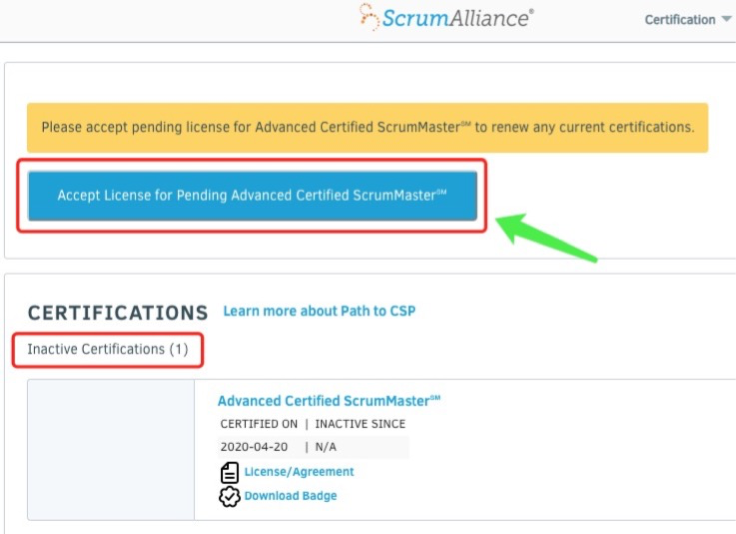 ScrumAlliance®
Certification
Please accept pending license for Advanced Certified ScrumMaster℠ to renew any current certifications.
Accept License for Pending Advanced Certified ScrumMaster℠
CERTIFICATIONS Learn more about Path to CSP
Inactive Certifications (1)
Advanced Certified ScrumMaster℠
CERTIFIED ON | INACTIVE SINCE
2020-04-20 | N/A
License/Agreement
Download Badge